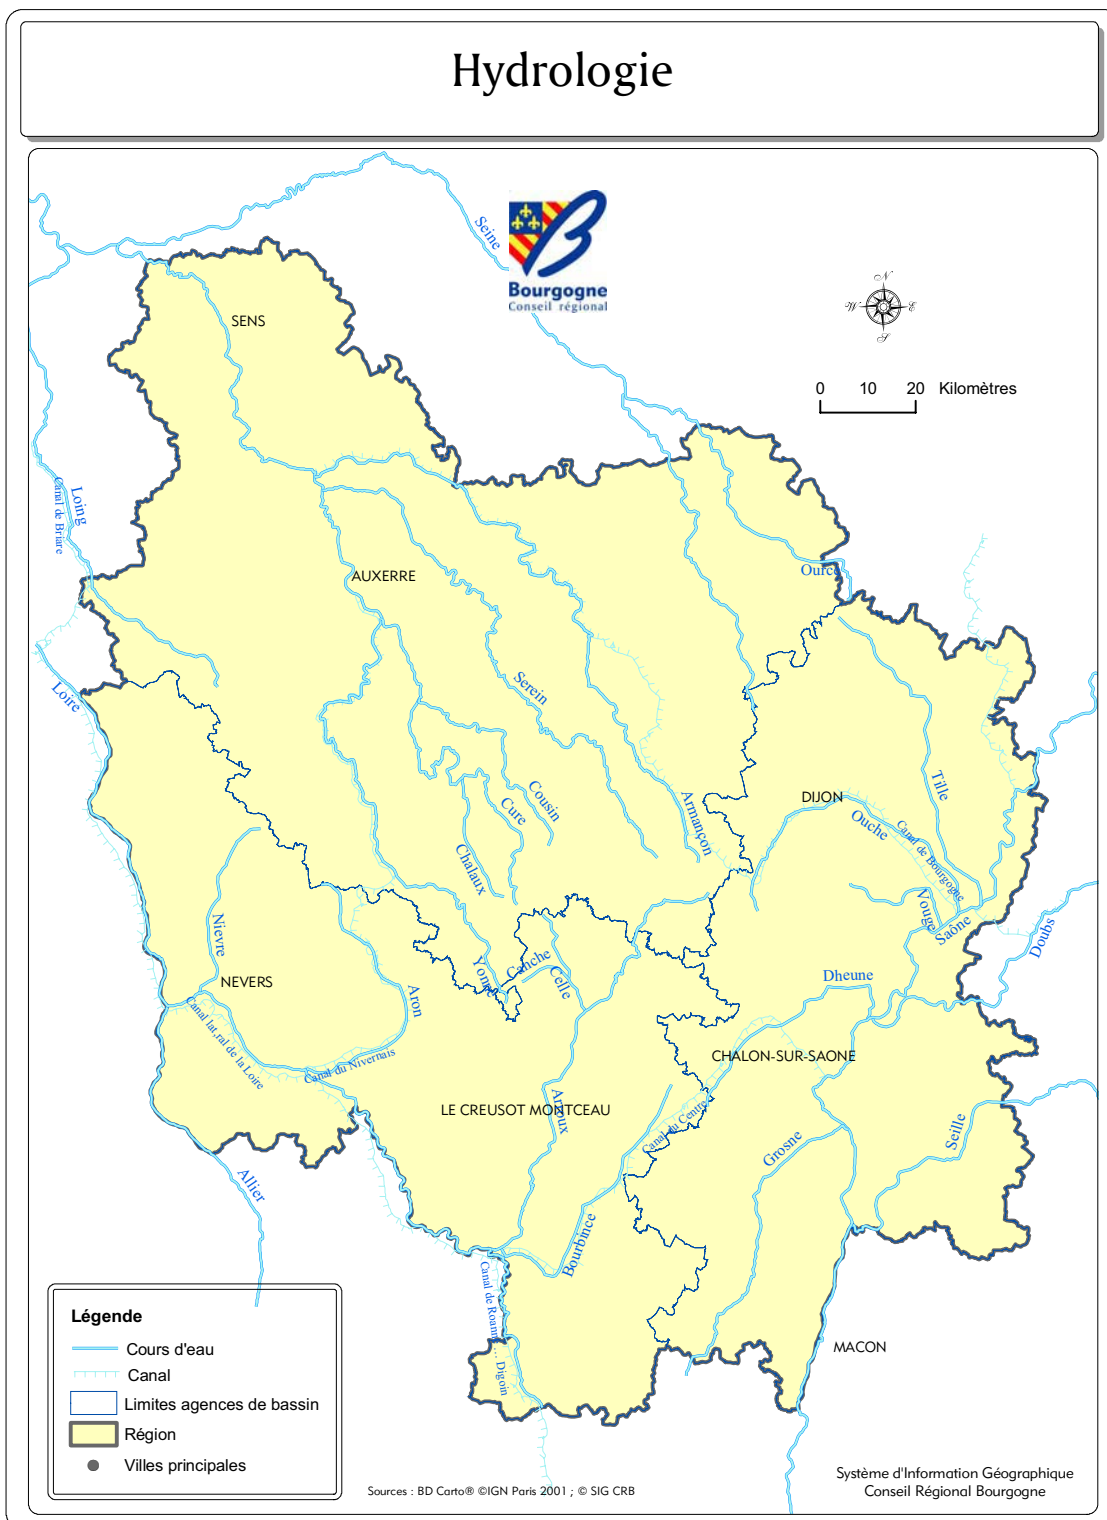 Hydrologie
Seine
Bourgogne
Conseil régional
N
W
E
S
0 10 20 Kilomètres
SENS
Loing
Canal de Briare
AUXERRE
Ource
Loire
Serein
Tille
DIJON
Ouche
Canal de Bourgogne
Cousin
Cure
Armançon
Chalaux
Vouge
Saône
Doubs
Nievre
Yonne
Canche
Celle
Dheune
NEVERS
Aron
Canal lat,ral de la Loire
Canal du Nivernais
CHALON-SUR-SAONE
LE CREUSOT MONTCEAU
Arroux
Canal du Centre
Grosne
Seille
Allier
Bourbince
Canal de Roanne ... Digoin
MACON
Légende
Cours d'eau
Canal
Limites agences de bassin
Région
Villes principales
Sources : BD Carto® ©IGN Paris 2001 ; © SIG CRB
Système d'Information Géographique
Conseil Régional Bourgogne